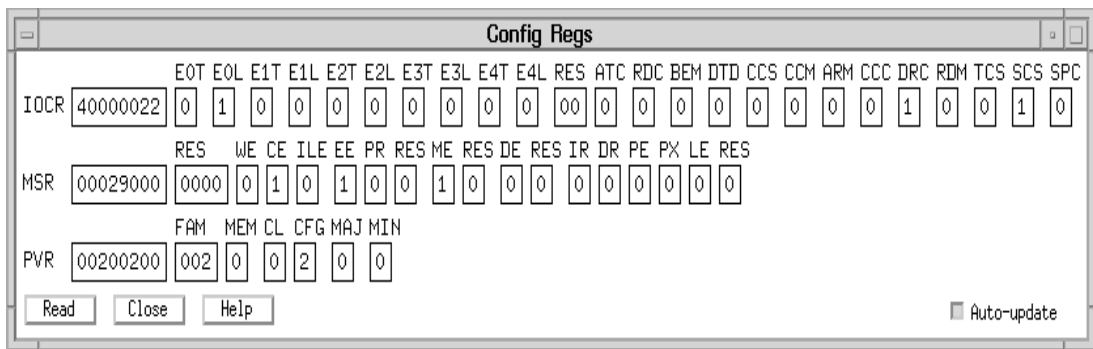 Config Regs
E0T E0L E1T E1L E2T E2L E3T E3L E4T E4L RES ATC RDC BEM DTD CCS CCM ARM CCC DRC RDM TCS SCS SPC
IOCR 40000022 0 1 0 0 0 0 0 0 0 0 00 0 0 0 0 0 0 0 0 1 0 0 1 0
RES WE CE ILE EE PR RES ME RES DE RES IR DR PE PX LE RES
MSR 00029000 0000 0 1 0 1 0 0 1 0 0 0 0 0 0 0 0 0
FAM MEM CL CFG MAJ MIN
PVR 00200200 002 0 0 2 0 0
Read Close Help Auto-update